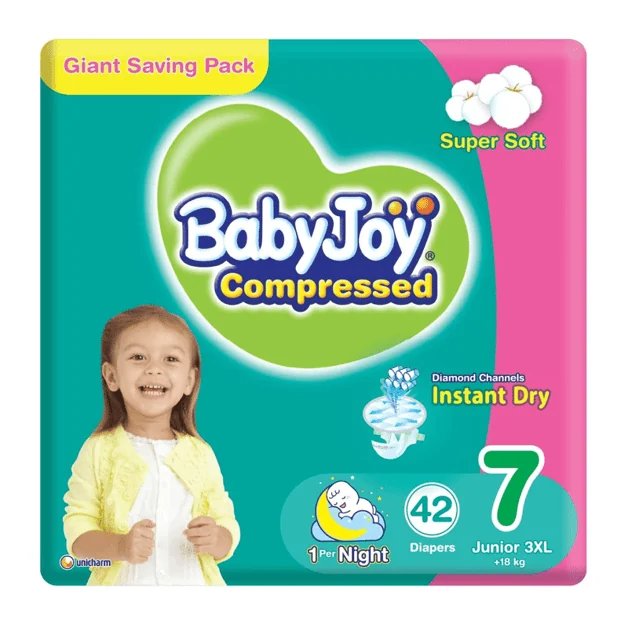 Giant Saving Pack
Super Soft
BabyJoy®
Compressed
Diamond Channels
Instant Dry
1 Per Night
42
Diapers
7
Junior 3XL
+18 kg
unicharm